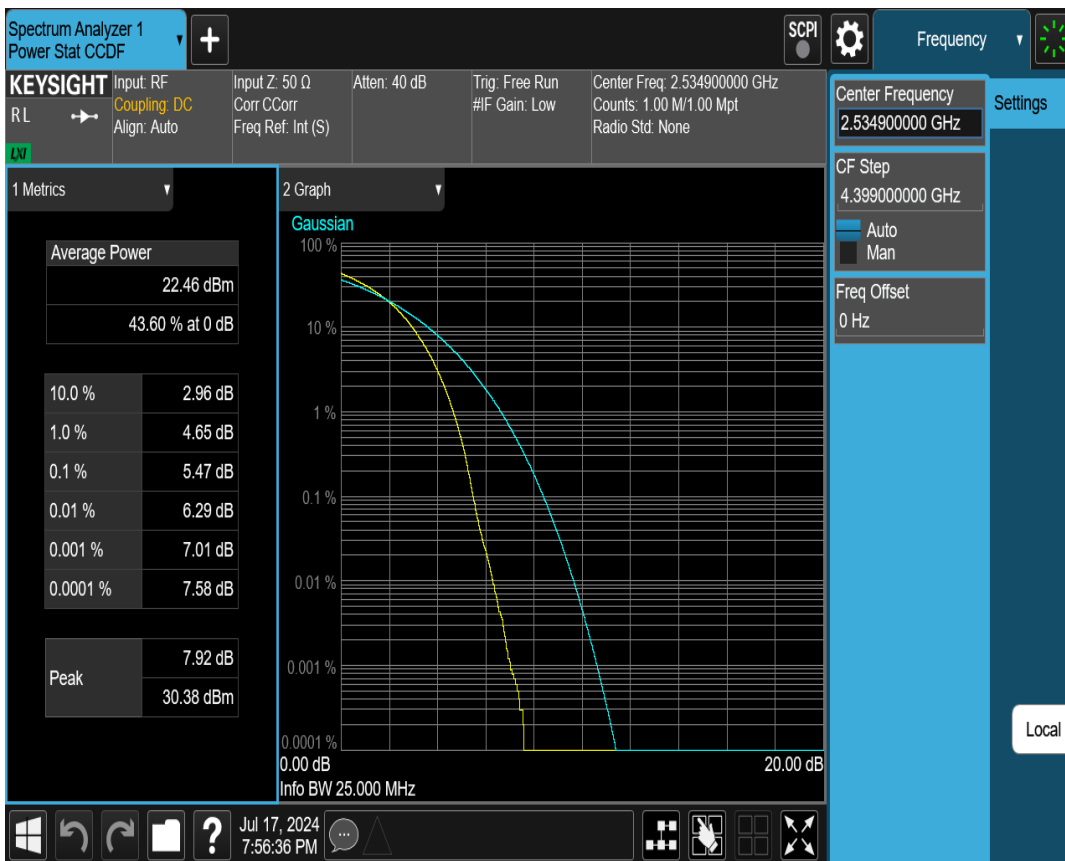 Spectrum Analyzer 1
Power Stat CCDF
SCPI
Frequency
KEYSIGHT
RL
LXI
Input: RF
Coupling: DC
Align: Auto
Input Z: 50 Ω
Corr CCorr
Freq Ref: Int (S)
Atten: 40 dB
Trig: Free Run
#IF Gain: Low
Center Freq: 2.534900000 GHz
Counts: 1.00 M/1.00 Mpt
Radio Std: None
Center Frequency
2.534900000 GHz
Settings
CF Step
4.399000000 GHz
Auto
Man
Freq Offset
0 Hz
1 Metrics
Average Power
22.46 dBm
43.60 % at 0 dB
10.0 % 2.96 dB
1.0 % 4.65 dB
0.1 % 5.47 dB
0.01 % 6.29 dB
0.001 % 7.01 dB
0.0001 % 7.58 dB
Peak
7.92 dB
30.38 dBm
2 Graph
Gaussian
100 %
10 %
1 %
0.1 %
0.01 %
0.001 %
0.0001 %
0.00 dB
20.00 dB
Info BW 25.000 MHz
Local
?
Jul 17, 2024
7:56:36 PM